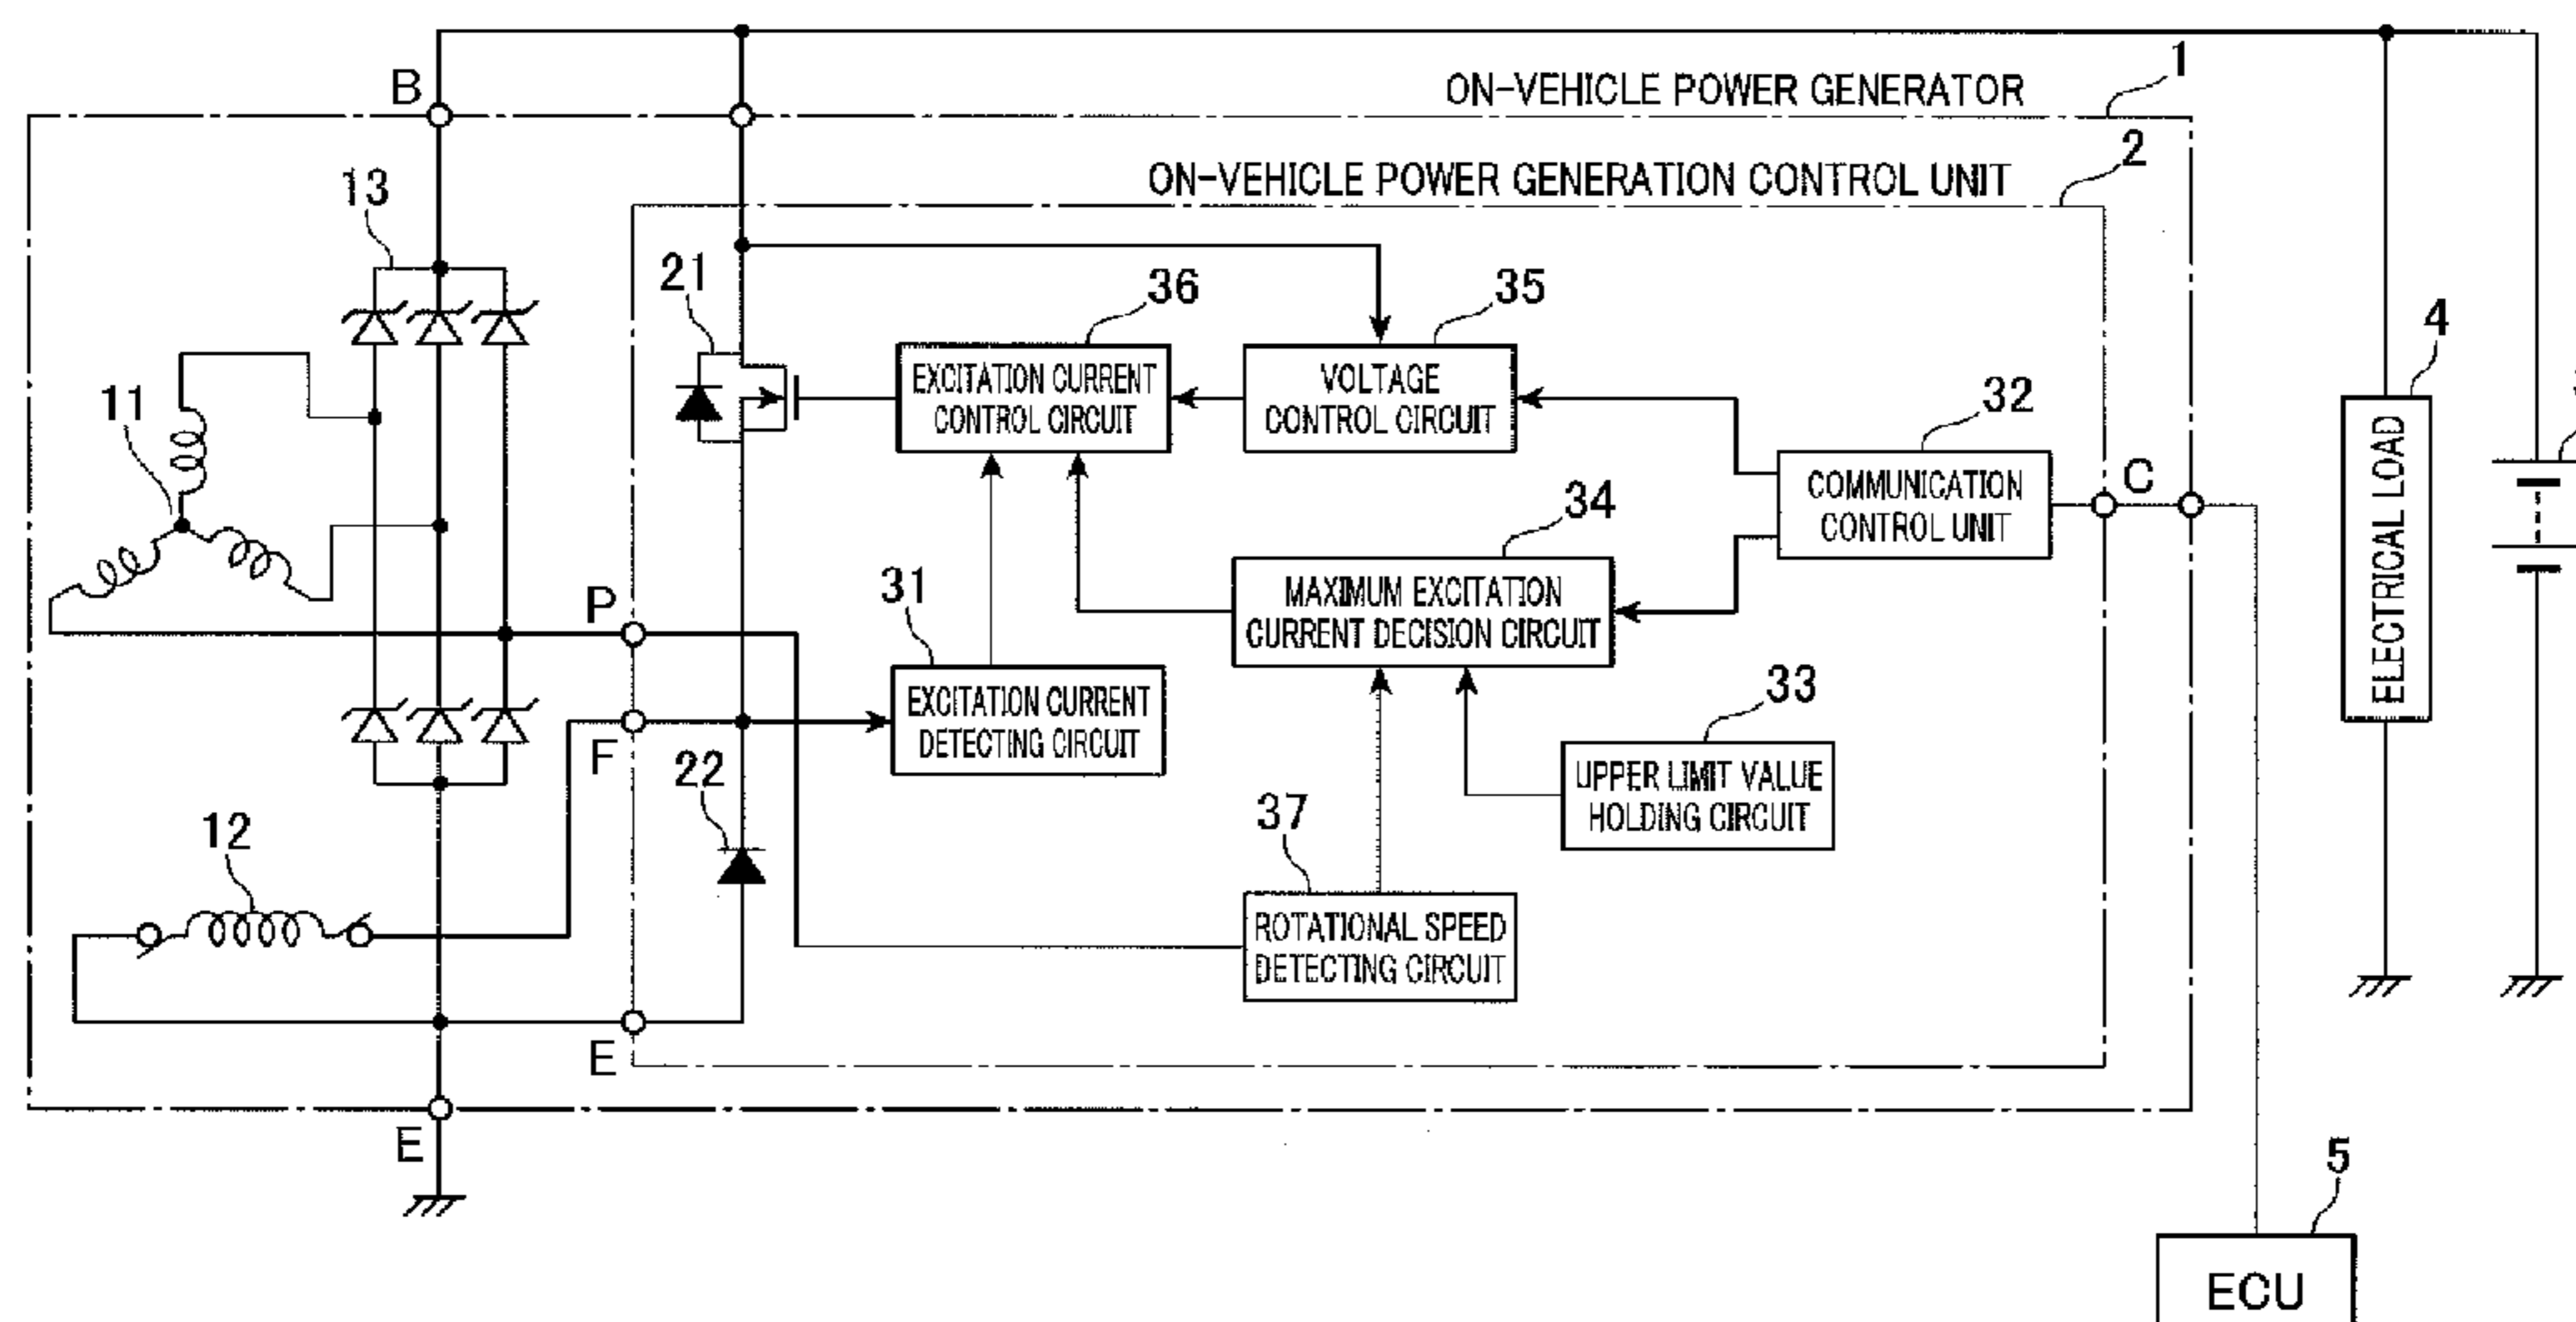 1
B
ON-VEHICLE POWER GENERATOR
2
ON-VEHICLE POWER GENERATION CONTROL UNIT
13
21
36
35
4
EXCITATION CURRENT
CONTROL CIRCUIT
VOLTAGE
CONTROL CIRCUIT
11
32
C
COMMUNICATION
CONTROL UNIT
ELECTRICAL LOAD
34
P
31
MAXIMUM EXCITATION
CURRENT DECISION CIRCUIT
33
EXCITATION CURRENT
DETECTING CIRCUIT
F
22
UPPER LIMIT VALUE
HOLDING CIRCUIT
12
37
ROTATIONAL SPEED
DETECTING CIRCUIT
E
E
5
ECU